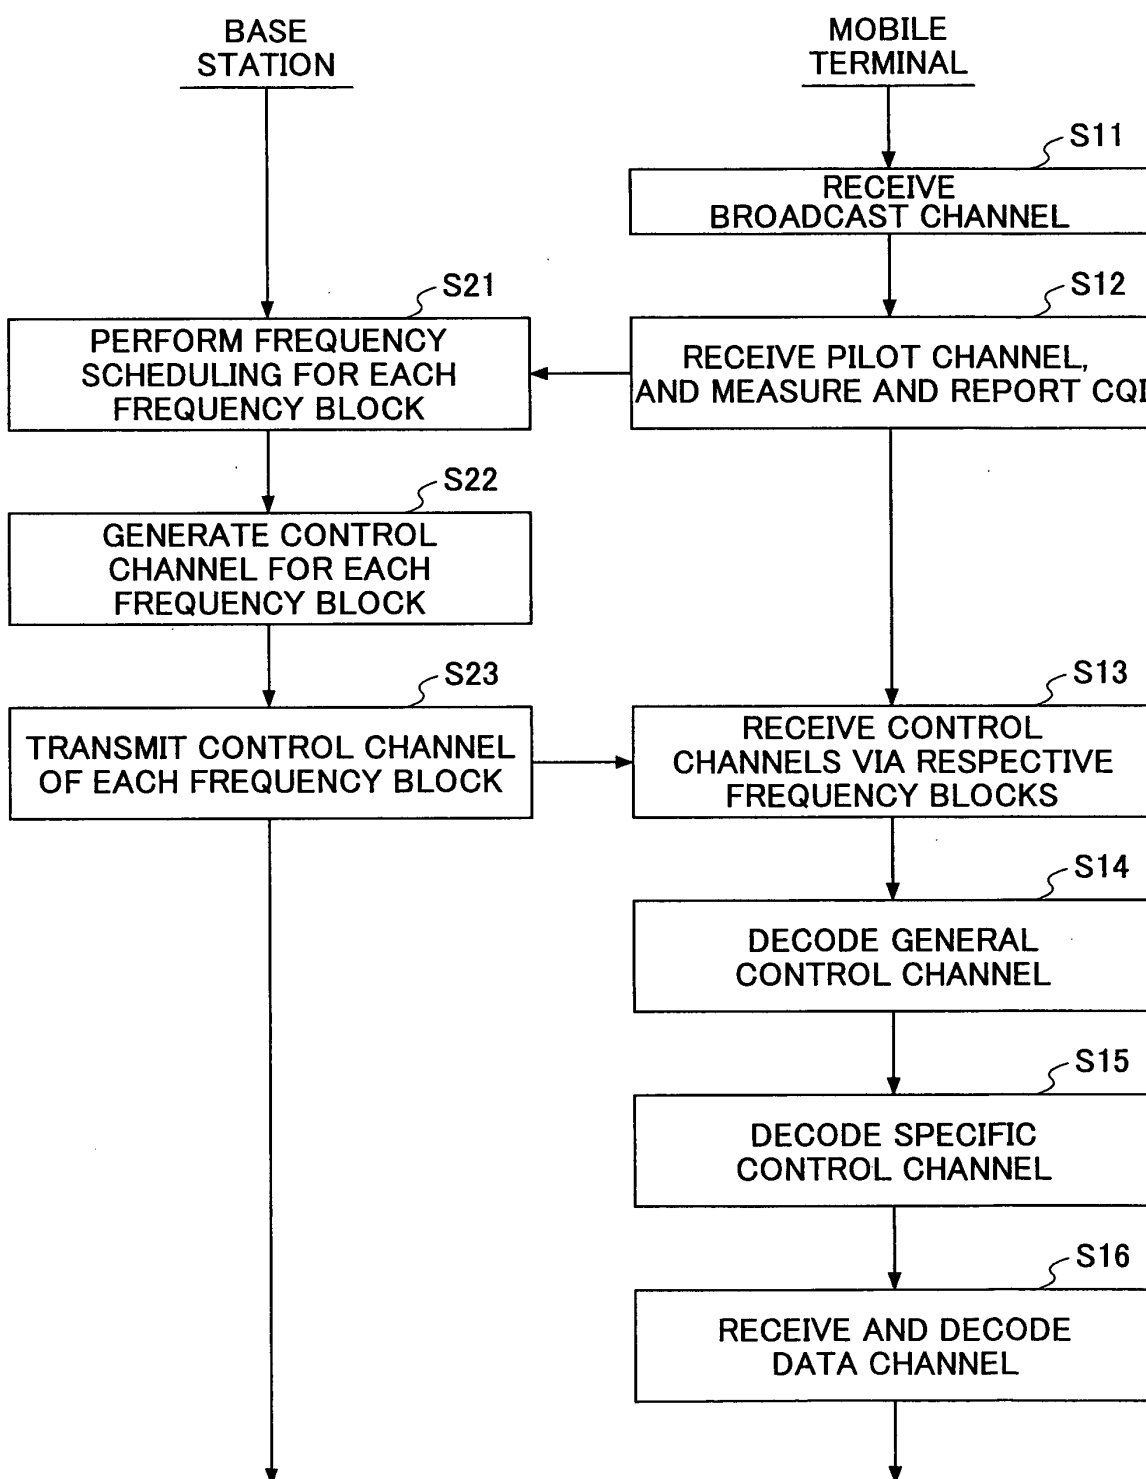 BASE
STATION
MOBILE
TERMINAL
S11
RECEIVE
BROADCAST CHANNEL
S12
RECEIVE PILOT CHANNEL,
AND MEASURE AND REPORT CQI
S21
PERFORM FREQUENCY
SCHEDULING FOR EACH
FREQUENCY BLOCK
S22
GENERATE CONTROL
CHANNEL FOR EACH
FREQUENCY BLOCK
S23
TRANSMIT CONTROL CHANNEL
OF EACH FREQUENCY BLOCK
S13
RECEIVE CONTROL
CHANNELS VIA RESPECTIVE
FREQUENCY BLOCKS
S14
DECODE GENERAL
CONTROL CHANNEL
S15
DECODE SPECIFIC
CONTROL CHANNEL
S16
RECEIVE AND DECODE
DATA CHANNEL